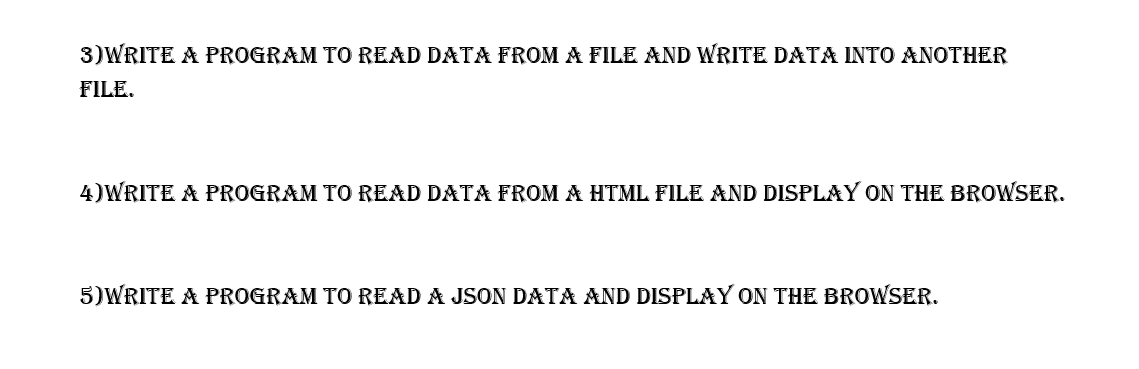 3)WRITE A PROGRAM TO READ DATA FROM A FILE AND WRITE DATA INTO ANOTHER
FILE.
4)WRITE A PROGRAM TO READ DATA FROM A HTML FILE AND DISPLAY ON THE BROWSER.
5)WRITE A PROGRAM TO READ A JSON DATA AND DISPLAY ON THE BROWSER.